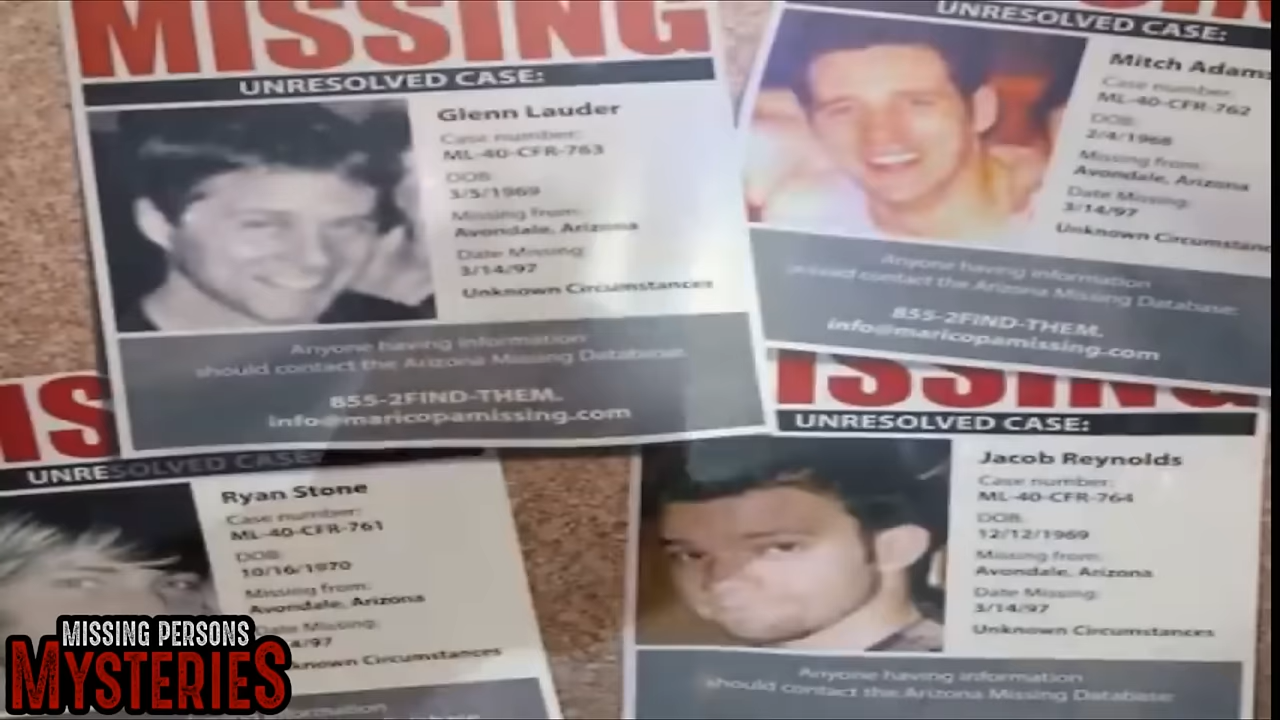 MISSING
UNRESOLVED CASE:
Glenn Lauder
Case number:
ML-40-CFR-763
DOB:
3/5/1969
Missing from:
Avondale, Arizona
Date Missing:
3/14/97
Unknown Circumstances
Anyone having information
should contact the Arizona Missing Database
855-2FIND-THEM.
info@maricopamissing.com
UNRESOLVED CASE:
Mitch Adams
Case number:
ML-40-CFR-762
DOB:
2/4/1968
Missing from:
Avondale, Arizona
Date Missing:
3/14/97
Unknown Circumstanc
Anyone having information
contact the Arizona Missing Database
855-2FIND-THEM.
info@maricopamissing.com
IS
UNRESOLVED CASE:
Ryan Stone
Case number:
ML-40-CFR-761
DOB:
10/16/1970
Missing from:
Avondale, Arizona
Date Missing:
4/97
nknown Circumstances
information
MISSING
UNRESOLVED CASE:
Jacob Reynolds
Case number:
ML-40-CFR-764
DOB:
12/12/1969
Missing from:
Avondale, Arizona
Date Missing:
3/14/97
Unknown Circumstances
Anyone having information
should contact the Arizona Missing Database
MISSING PERSONS
MYSTERIES